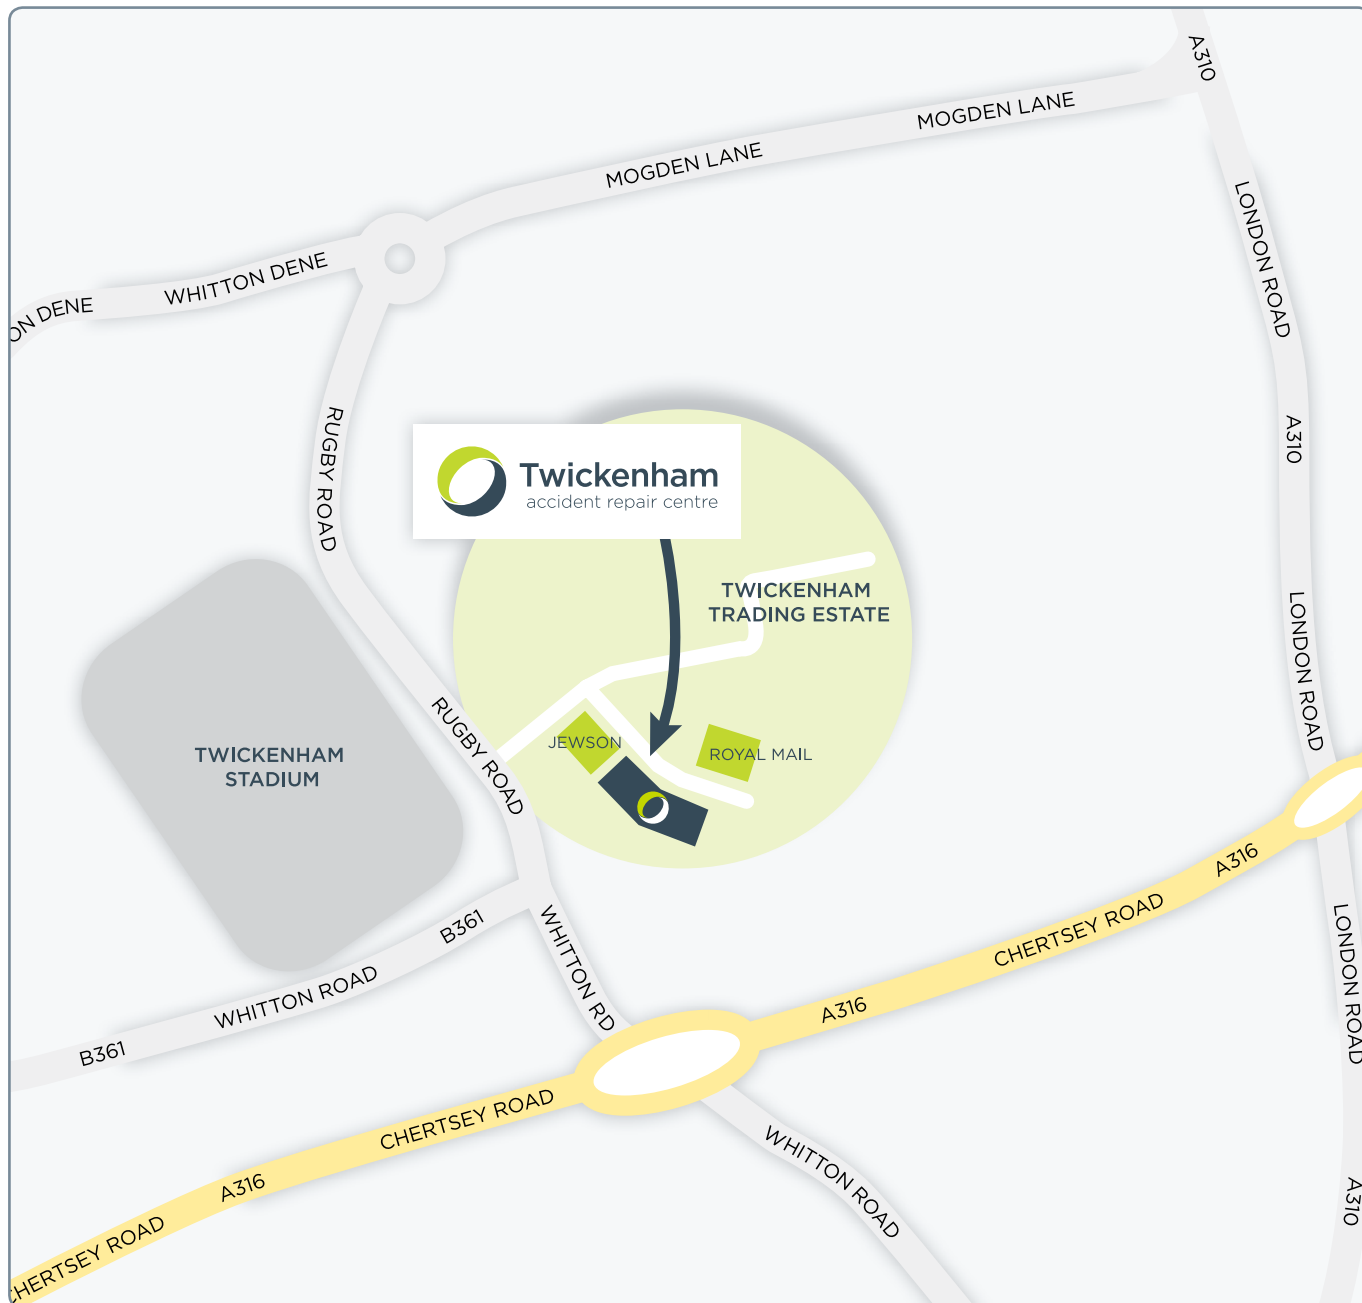 A310
MOGDEN LANE
MOGDEN LANE
LONDON ROAD
WHITTON DENE
ON DENE
RUGBY ROAD
A310
Twickenham
accident repair centre
TWICKENHAM
TRADING ESTATE
LONDON ROAD
RUGBY ROAD
JEWSON
ROYAL MAIL
TWICKENHAM
STADIUM
A316
CHERTSEY ROAD
LONDON ROAD
B361
WHITTON RD
WHITTON ROAD
A316
B361
CHERTSEY ROAD
WHITTON ROAD
A316
A310
CHERTSEY ROAD